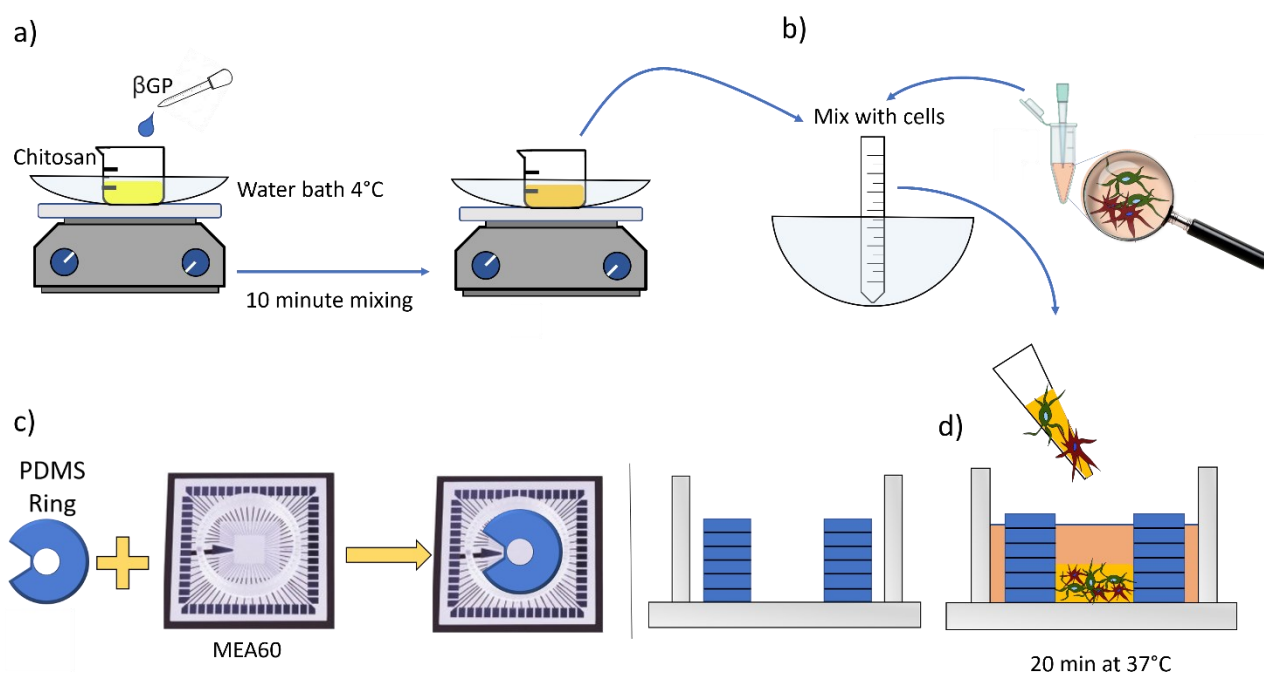 a)
βGP
Chitosan
Water bath 4°C
10 minute mixing
b)
Mix with cells
c)
PDMS
Ring
MEA60
d)
20 min at 37°C